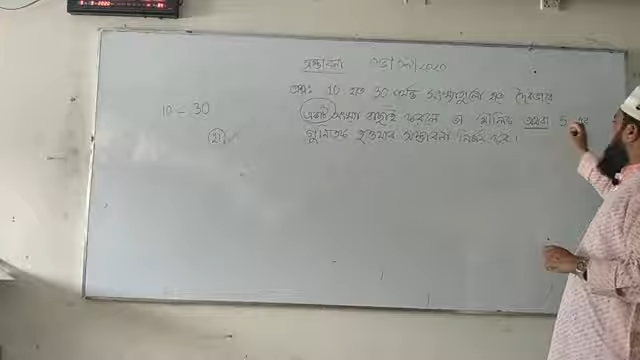 সম্ভাবনা
প্রশ্নঃ 10 হতে 30 পর্যন্ত সংখ্যাগুলো হতে দৈবভাবে
10 – 30
একটি সংখ্যা বাছাই করলে তা মৌলিক অথবা 5 এর
গুনিতক হওয়ার সম্ভাবনা নির্ণয় কর।